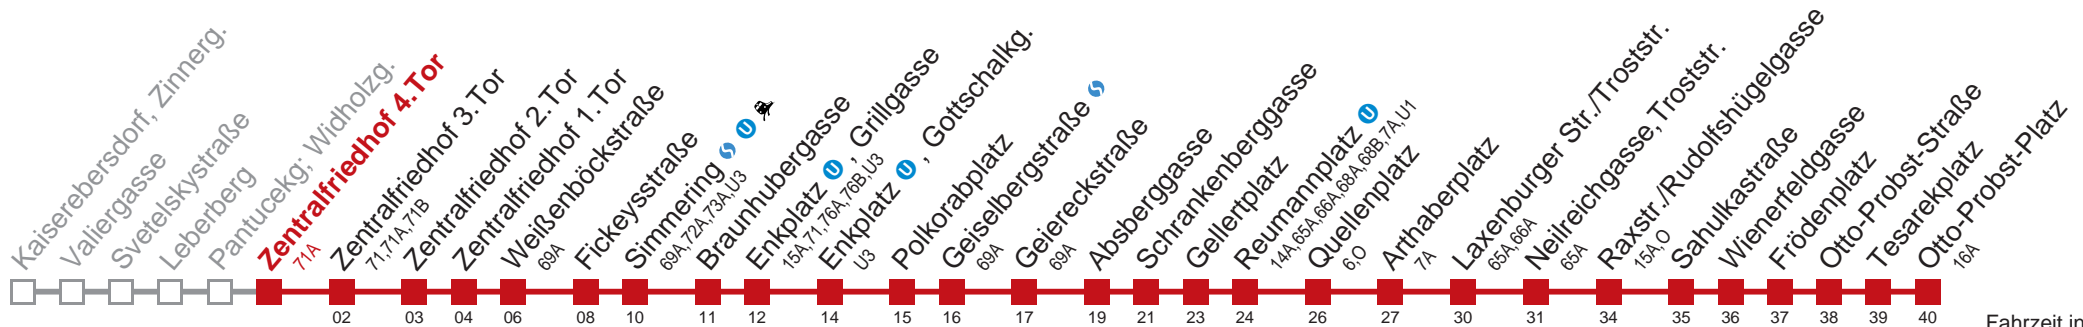 Kaiserebersdorf, Zinnerg.
Valiergasse
Svetelskystraße
Leberberg
Pantucekg; Widholzg.
Zentralfriedhof 4.Tor
71A
Zentralfriedhof 3.Tor
71,71A,71B
Zentralfriedhof 2.Tor
Zentralfriedhof 1.Tor
Weißenböckstraße
69A
Fickeysstraße
Simmering S U
69A,72A,73A,U3
Braunhubergasse
Enkplatz U , Grillgasse
15A,71,76A,76B,U3
Enkplatz U , Gottschalkg.
U3
Polkorabplatz
Geiselbergstraße S
69A
Geiereckstraße
69A
Absberggasse
Schrankenberggasse
Gellertplatz
Reumannplatz U
14A,65A,66A,68A,68B,7A,U1
Quellenplatz
6,O
Arthaberplatz
7A
Laxenburger Str./Troststr.
65A,66A
Neilreichgasse,Troststr.
65A
Raxstr./Rudolfshügelgasse
15A,O
Sahulkastraße
Wienerfeldgasse
Frödenplatz
Otto-Probst-Straße
Tesarekplatz
Otto-Probst-Platz
16A
02 03 04 06 08 10 11 12 14 15 16 17 19 21 23 24 26 27 30 31 34 35 36 37 38 39 40
Fahrzeit in